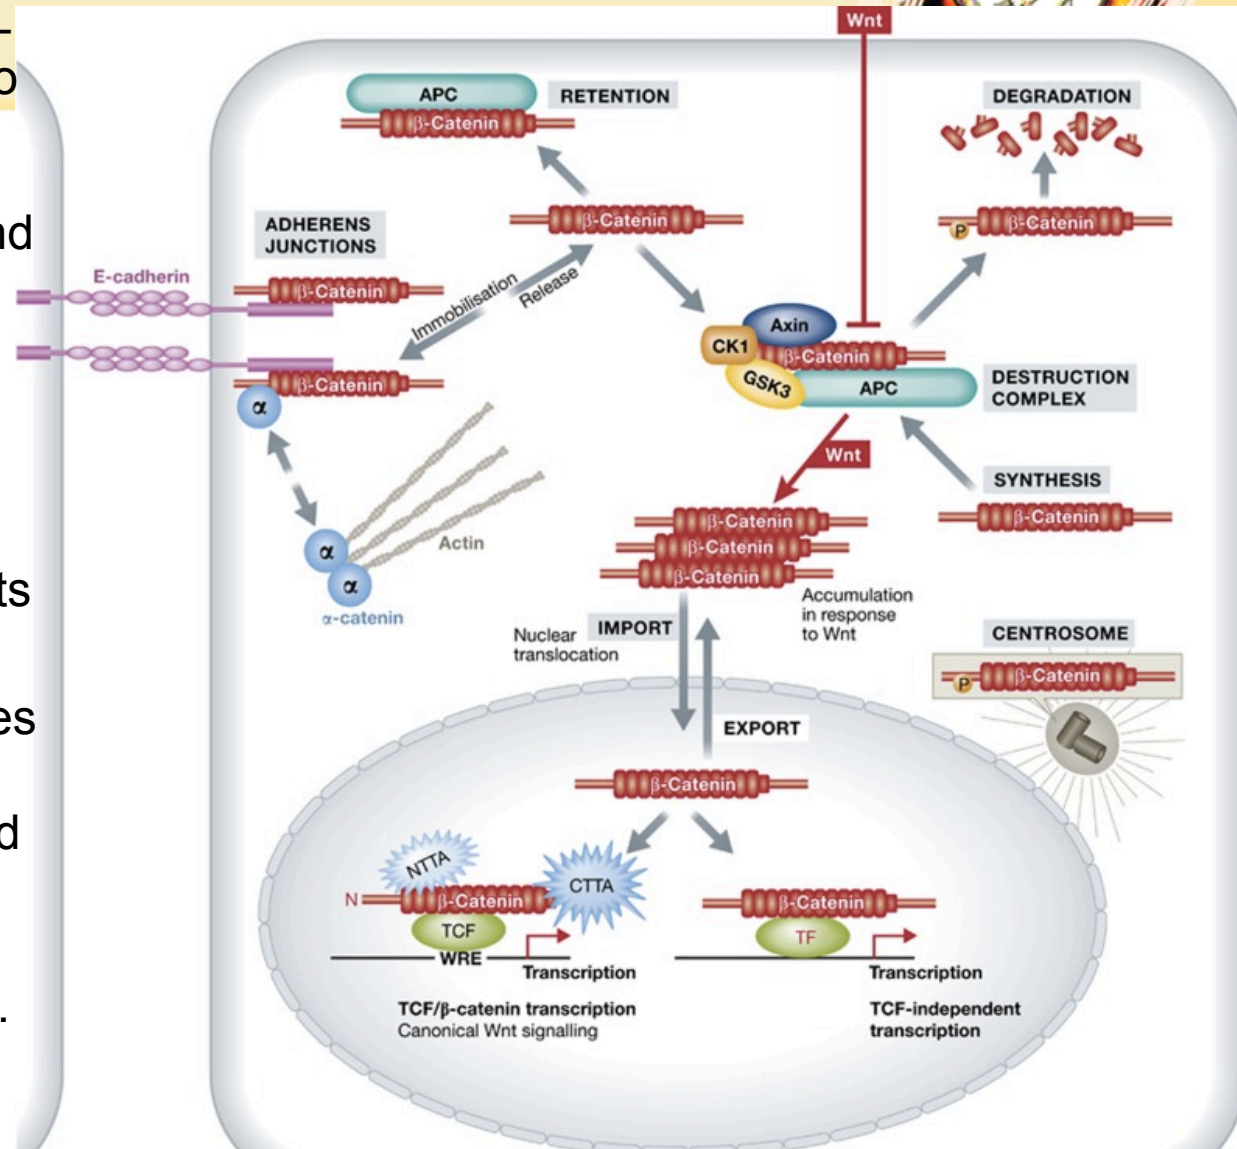 Wnt
APC
RETENTION
β-Catenin
DEGRADATION
β-Catenin
P
β-Catenin
ADHERENS
JUNCTIONS
E-cadherin
β-Catenin
Immobilisation
Release
β-Catenin
α
Axin
CK1
β-Catenin
GSK3
APC
DESTRUCTION
COMPLEX
Wnt
SYNTHESIS
β-Catenin
β-Catenin
β-Catenin
β-Catenin
Actin
α
α
α-catenin
Accumulation
in response
to Wnt
Nuclear
translocation
IMPORT
EXPORT
CENTROSOME
P
β-Catenin
β-Catenin
NTTA
CTTA
N
β-Catenin
TCF
WRE
Transcription
TCF/β-catenin transcription
Canonical Wnt signalling
β-Catenin
TF
Transcription
TCF-independent
transcription